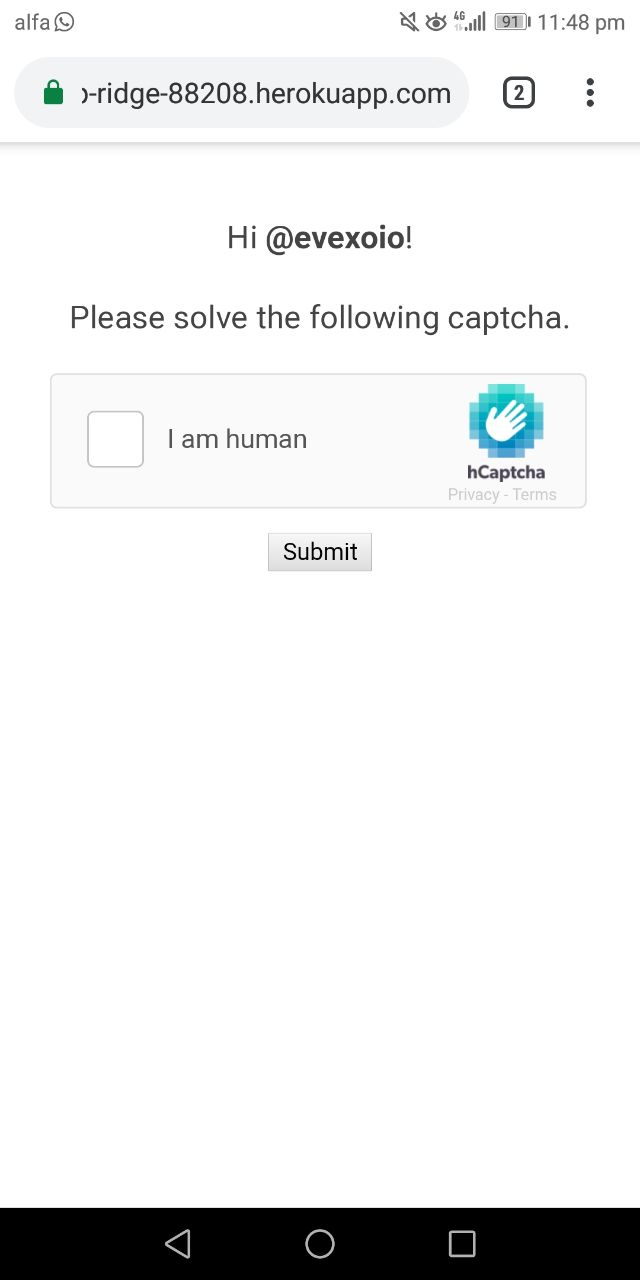 alfa 4G 91 11:48 pm
-ridge-88208.herokuapp.com 2
Hi @evexoio!
Please solve the following captcha.
I am human
hCaptcha
Privacy - Terms
Submit